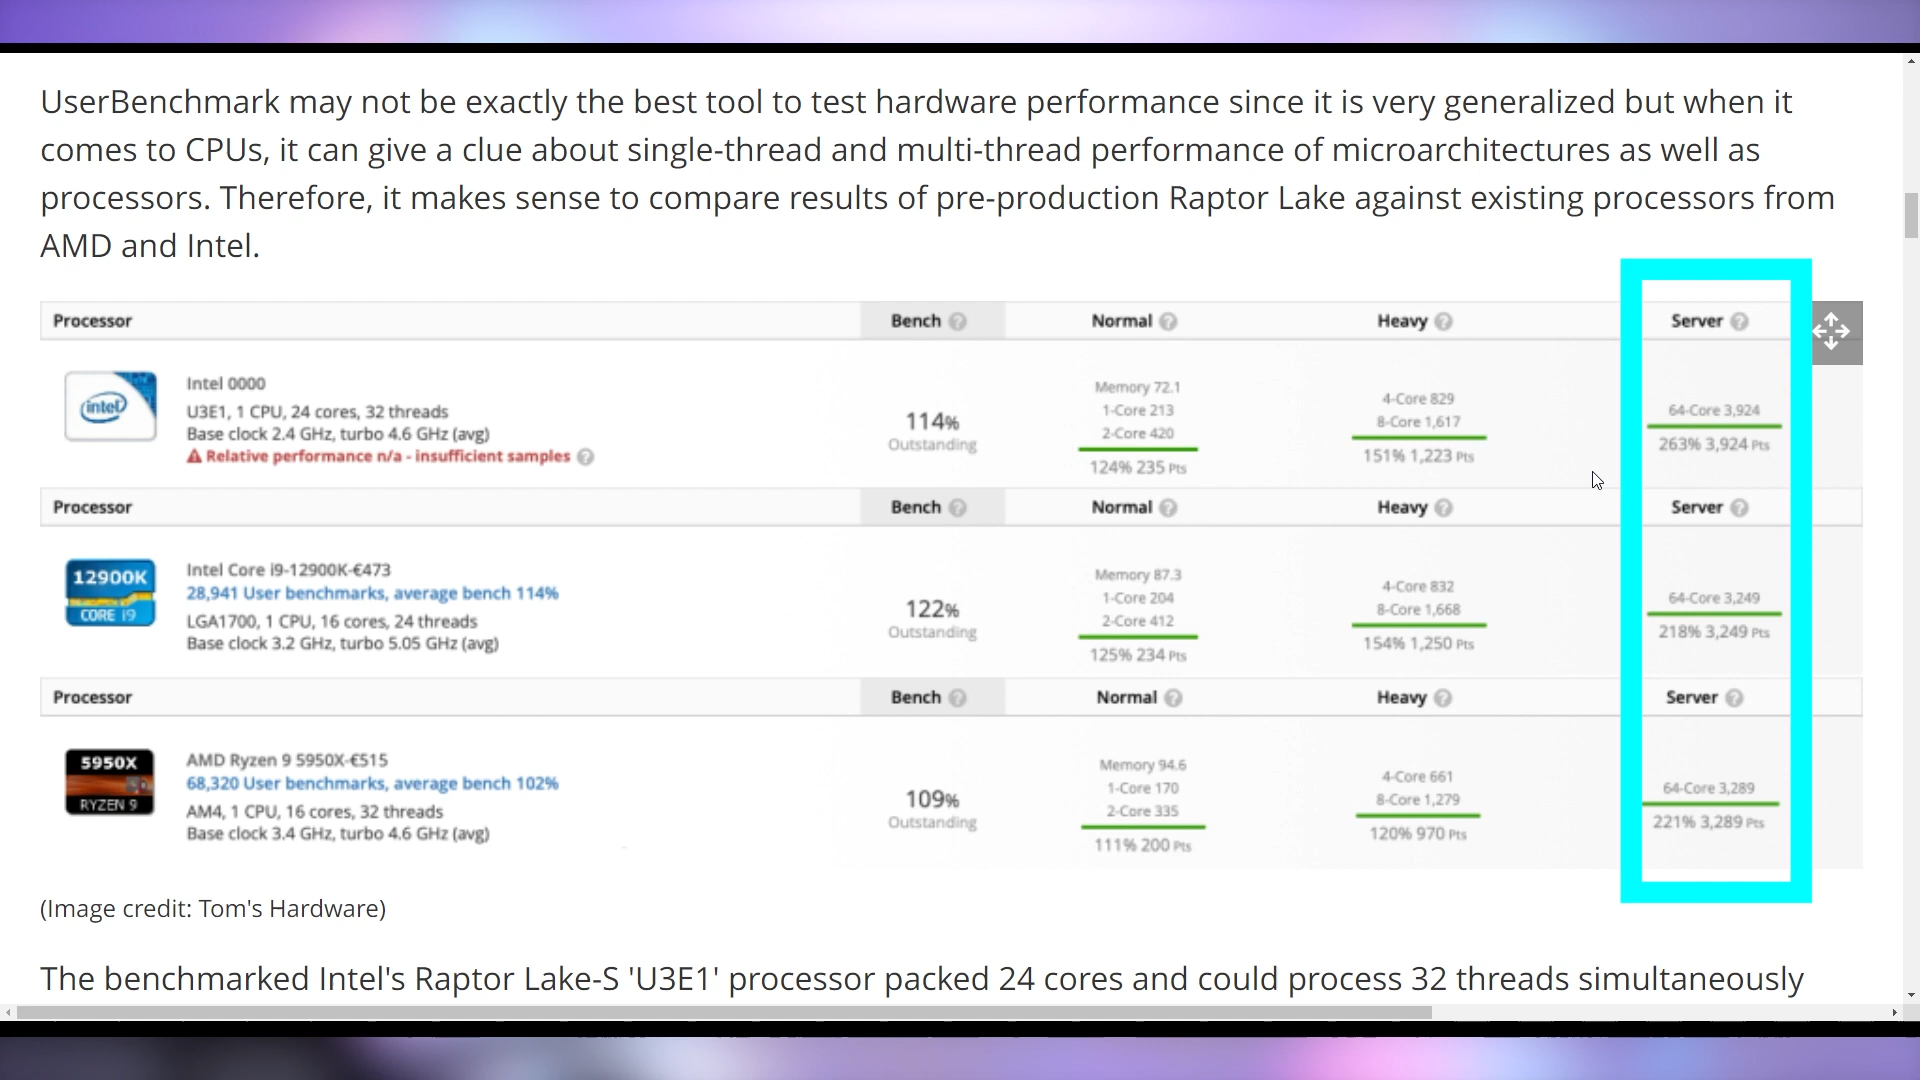 UserBenchmark may not be exactly the best tool to test hardware performance since it is very generalized but when it
comes to CPUs, it can give a clue about single-thread and multi-thread performance of microarchitectures as well as
processors. Therefore, it makes sense to compare results of pre-production Raptor Lake against existing processors from
AMD and Intel.
Processor Bench ? Normal ? Heavy ? Server ?
intel
Intel 0000
U3E1, 1 CPU, 24 cores, 32 threads
Base clock 2.4 GHz, turbo 4.6 GHz (avg)
Relative performance n/a - insufficient samples ?
114%
Outstanding
Memory 72.1
1-Core 213
2-Core 420
124% 235 Pts
4-Core 829
8-Core 1,617
151% 1,223 Pts
64-Core 3,924
263% 3,924 Pts
Processor Bench ? Normal ? Heavy ? Server ?
12900K
CORE i9
Intel Core i9-12900K-€473
28,941 User benchmarks, average bench 114%
LGA1700, 1 CPU, 16 cores, 24 threads
Base clock 3.2 GHz, turbo 5.05 GHz (avg)
122%
Outstanding
Memory 87.3
1-Core 204
2-Core 412
125% 234 Pts
4-Core 832
8-Core 1,668
154% 1,250 Pts
64-Core 3,249
218% 3,249 Pts
Processor Bench ? Normal ? Heavy ? Server ?
5950X
RYZEN 9
AMD Ryzen 9 5950X-€515
68,320 User benchmarks, average bench 102%
AM4, 1 CPU, 16 cores, 32 threads
Base clock 3.4 GHz, turbo 4.6 GHz (avg)
109%
Outstanding
Memory 94.6
1-Core 170
2-Core 335
111% 200 Pts
4-Core 661
8-Core 1,279
120% 970 Pts
64-Core 3,289
221% 3,289 Pts
(Image credit: Tom's Hardware)
The benchmarked Intel's Raptor Lake-S 'U3E1' processor packed 24 cores and could process 32 threads simultaneously